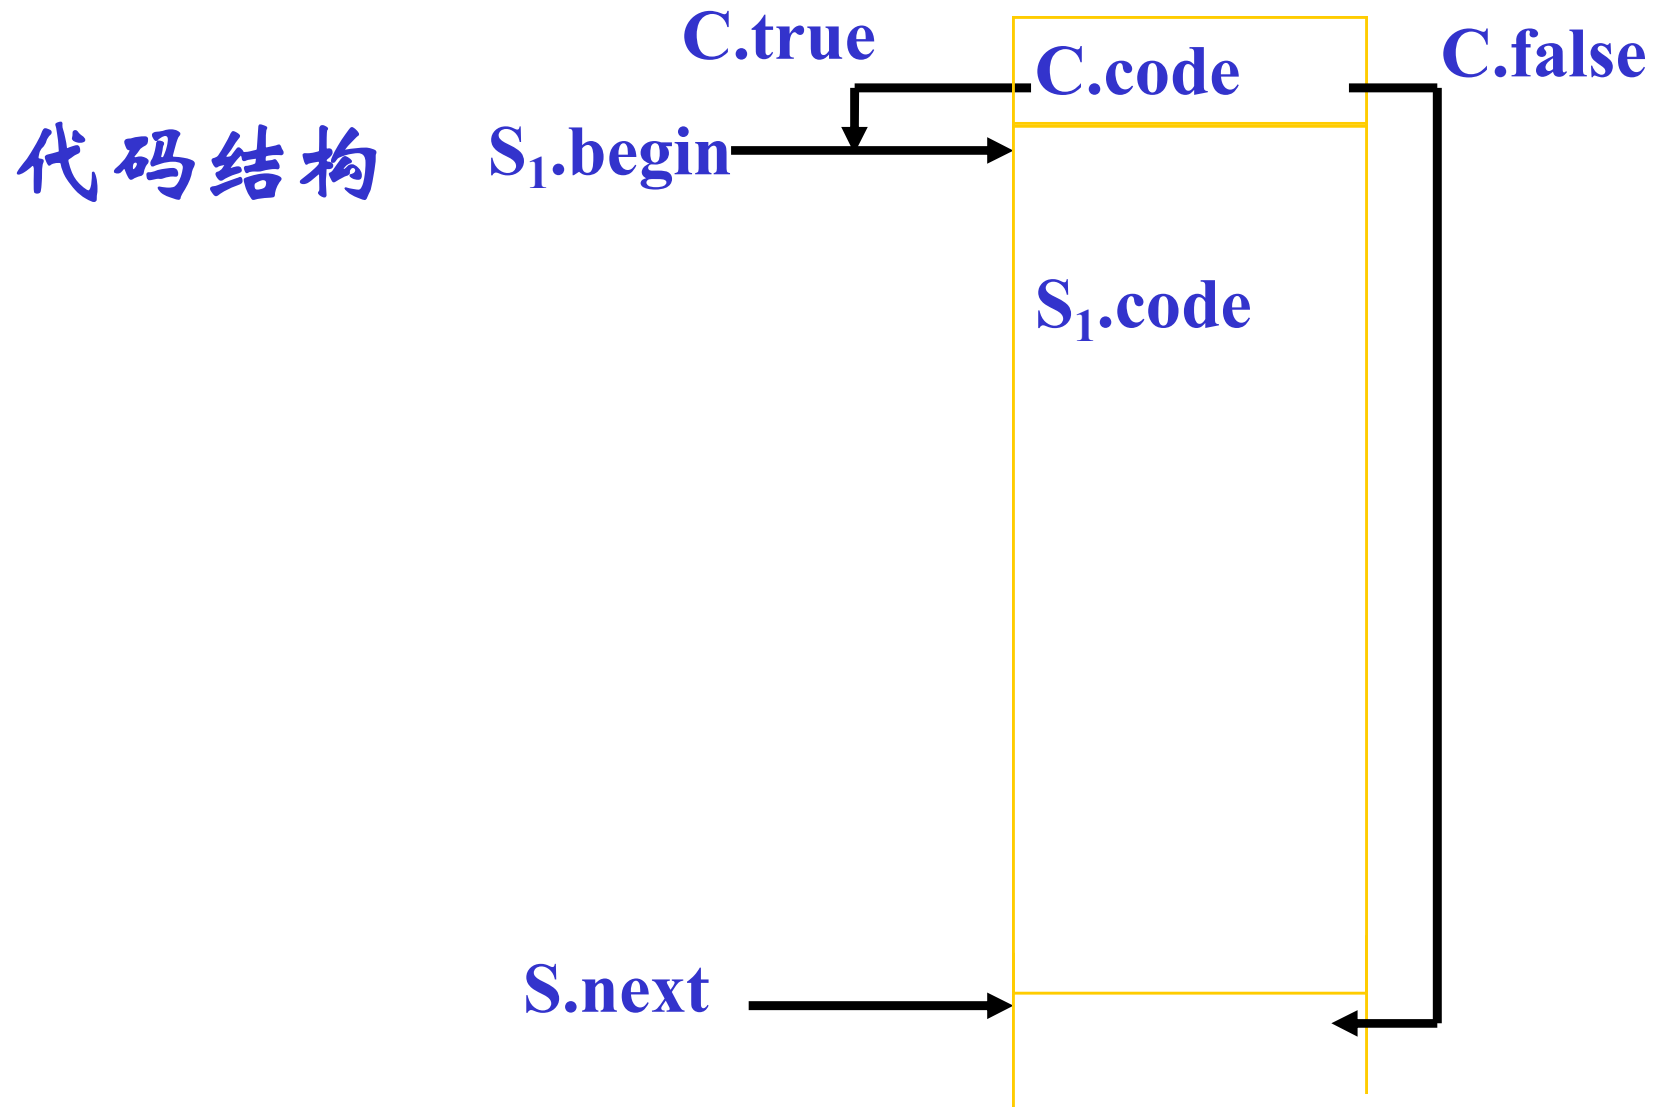 C.true
C.code
C.false
代码结构
S₁.begin
S₁.code
S.next